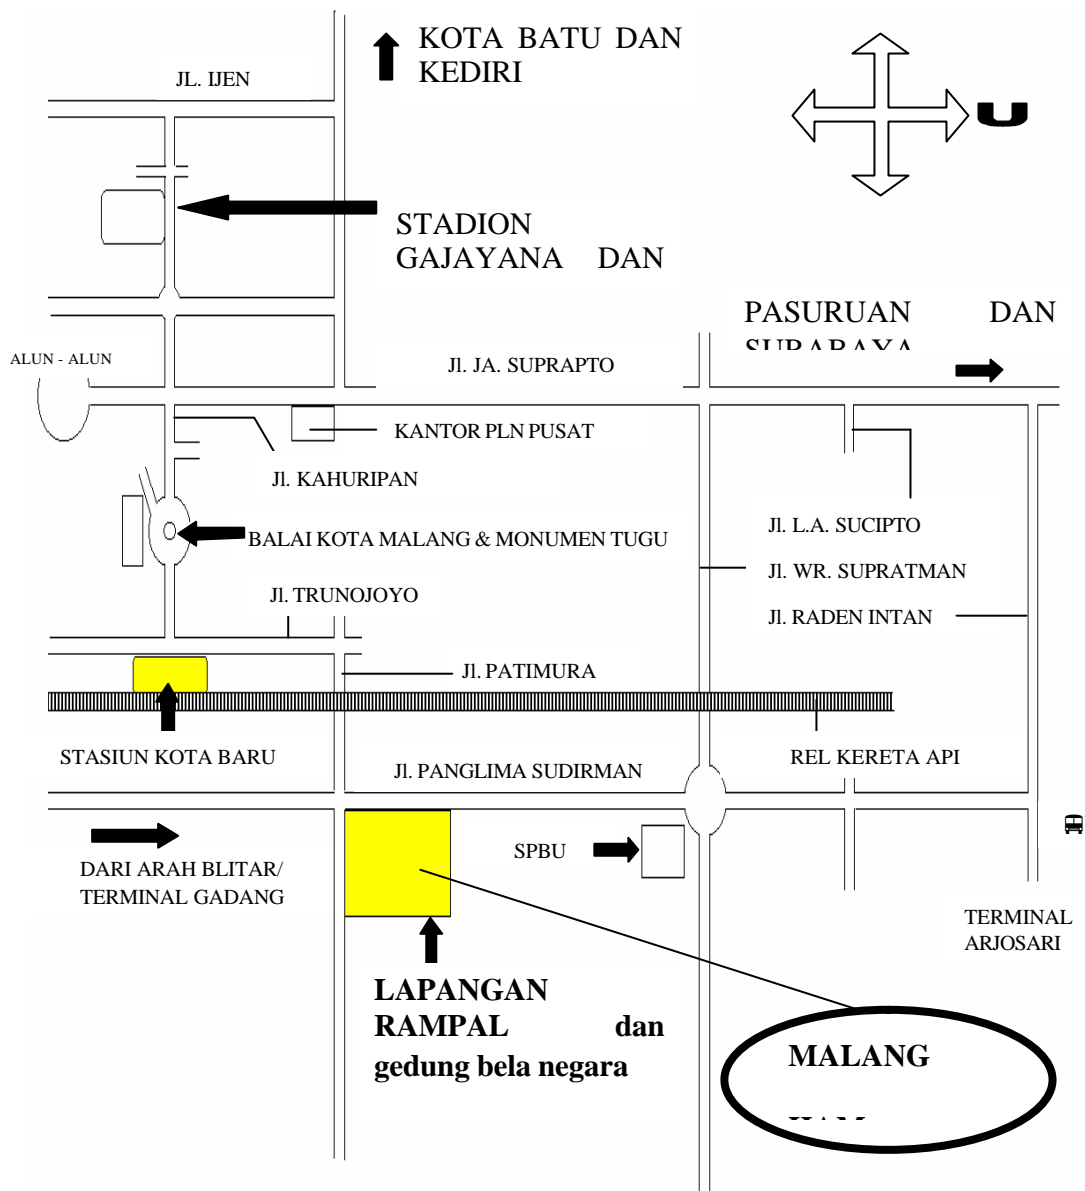 KOTA BATU DAN
KEDIRI
JL. IJEN
U
STADION
GAJAYANA DAN
PASURUAN DAN
SURABAYA
ALUN - ALUN
Jl. JA. SUPRAPTO
KANTOR PLN PUSAT
Jl. KAHURIPAN
Jl. L.A. SUCIPTO
BALAI KOTA MALANG & MONUMEN TUGU
Jl. WR. SUPRATMAN
Jl. TRUNOJOYO
Jl. RADEN INTAN
Jl. PATIMURA
STASIUN KOTA BARU
REL KERETA API
Jl. PANGLIMA SUDIRMAN
SPBU
DARI ARAH BLITAR/
TERMINAL GADANG
TERMINAL
ARJOSARI
LAPANGAN
RAMPAL dan
gedung bela negara
MALANG